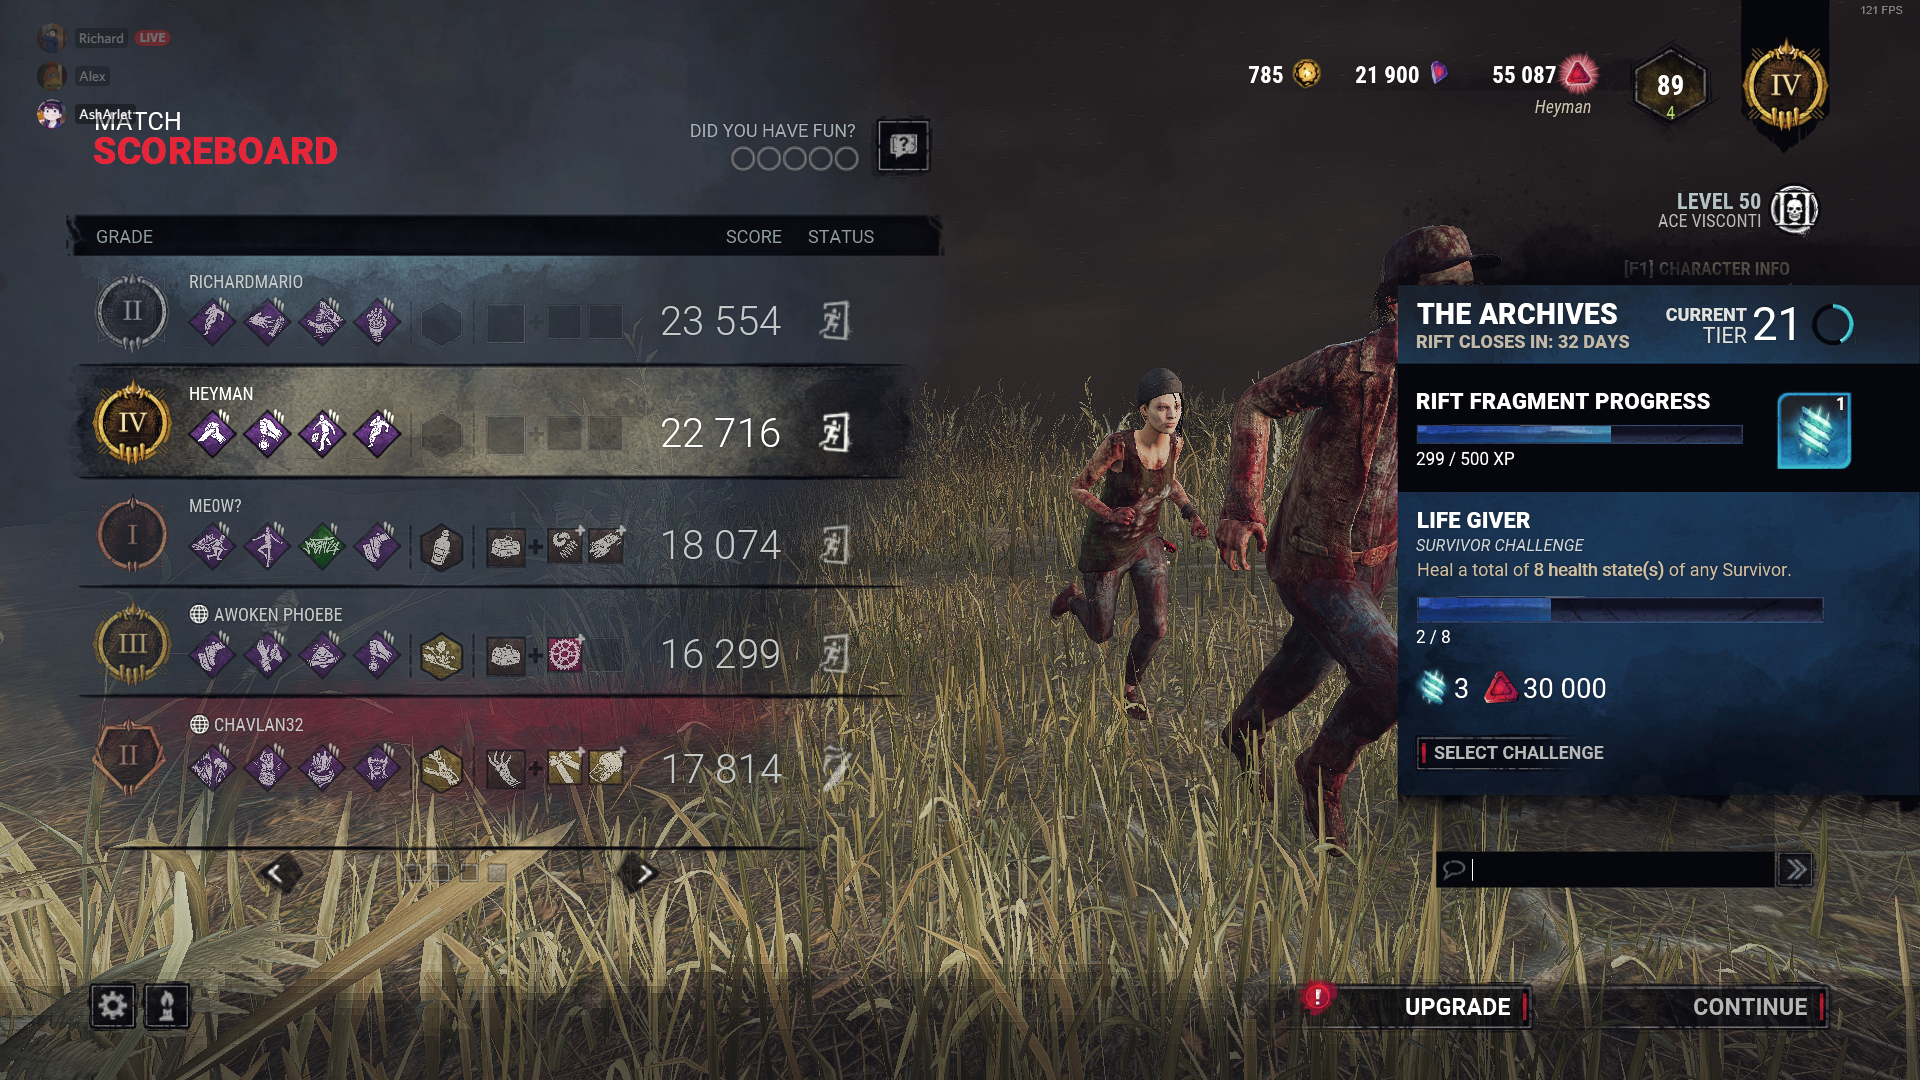 121 FPS
Richard LIVE
Alex
AshArlet
MATCH
SCOREBOARD
DID YOU HAVE FUN?
785
21 900
55 087
Heyman
89
4
IV
LEVEL 50
ACE VISCONTI
[F1] CHARACTER INFO
GRADE SCORE STATUS
II RICHARDMARIO 23 554
IV HEYMAN 22 716
I ME0W? 18 074
III AWOKEN PHOEBE 16 299
II CHAVLAN32 17 814
THE ARCHIVES
RIFT CLOSES IN: 32 DAYS
CURRENT
TIER 21
RIFT FRAGMENT PROGRESS
1
299 / 500 XP
LIFE GIVER
SURVIVOR CHALLENGE
Heal a total of 8 health state(s) of any Survivor.
2 / 8
3 30 000
SELECT CHALLENGE
UPGRADE
CONTINUE